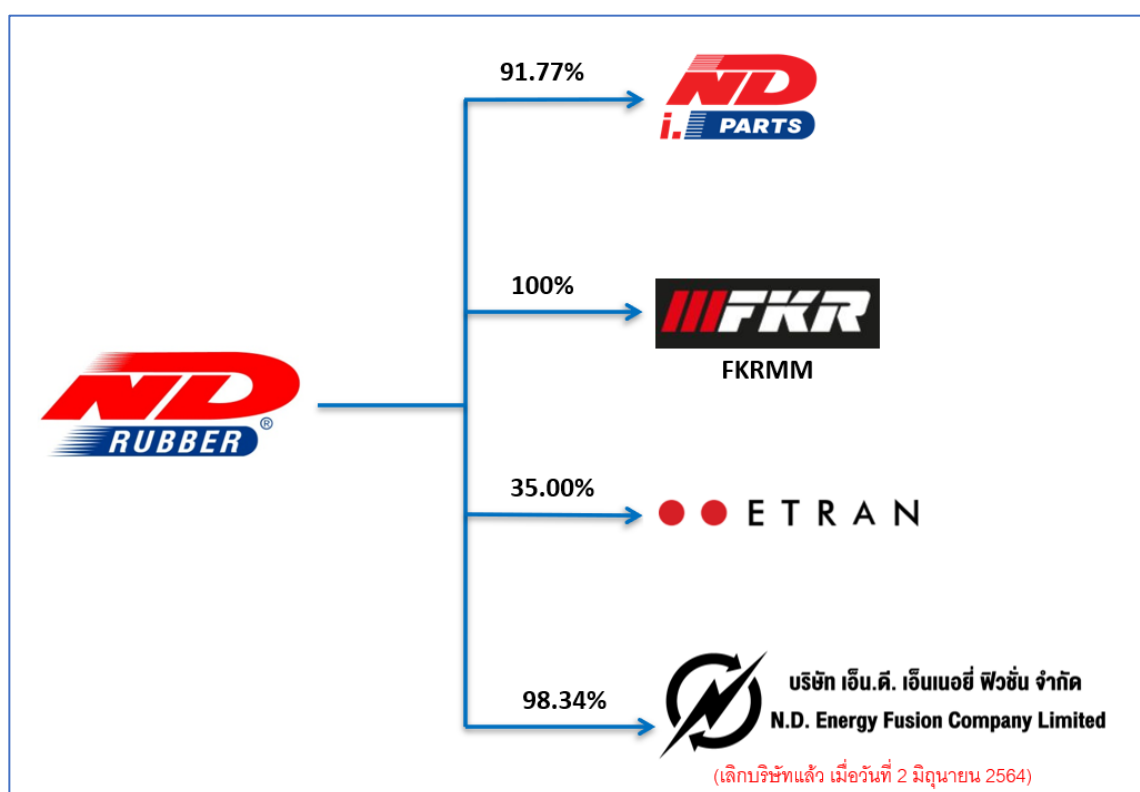 91.77%
ND
i. PARTS
100%
FKR
FKRMM
ND
RUBBER®
35.00%
ETRAN
98.34%
บริษัท เอ็น.ดี. เอ็นเนอยี่ ฟิวชั่น จำกัด
N.D. Energy Fusion Company Limited
(เลิกบริษัทแล้ว เมื่อวันที่ 2 มิถุนายน 2564)